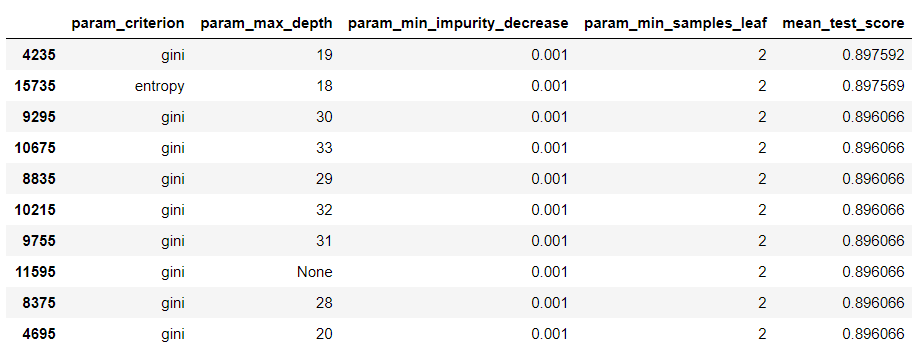 param_criterion param_max_depth param_min_impurity_decrease param_min_samples_leaf mean_test_score
4235 gini 19 0.001 2 0.897592
15735 entropy 18 0.001 2 0.897569
9295 gini 30 0.001 2 0.896066
10675 gini 33 0.001 2 0.896066
8835 gini 29 0.001 2 0.896066
10215 gini 32 0.001 2 0.896066
9755 gini 31 0.001 2 0.896066
11595 gini None 0.001 2 0.896066
8375 gini 28 0.001 2 0.896066
4695 gini 20 0.001 2 0.896066